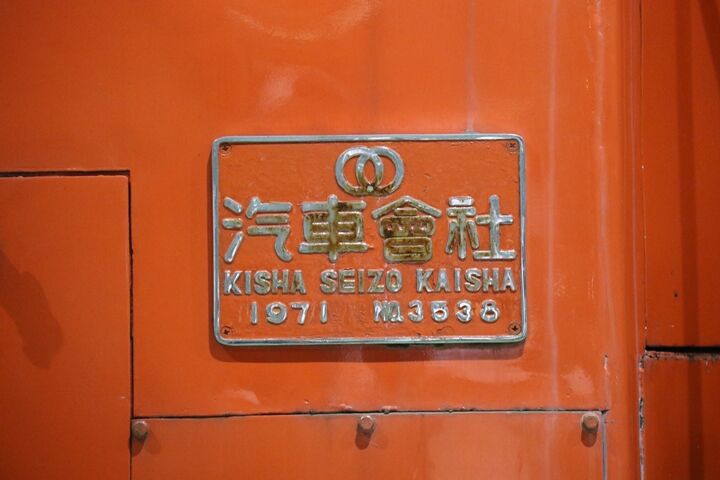 汽車會社
KISHA SEIZO KAISHA
1971 No.3538